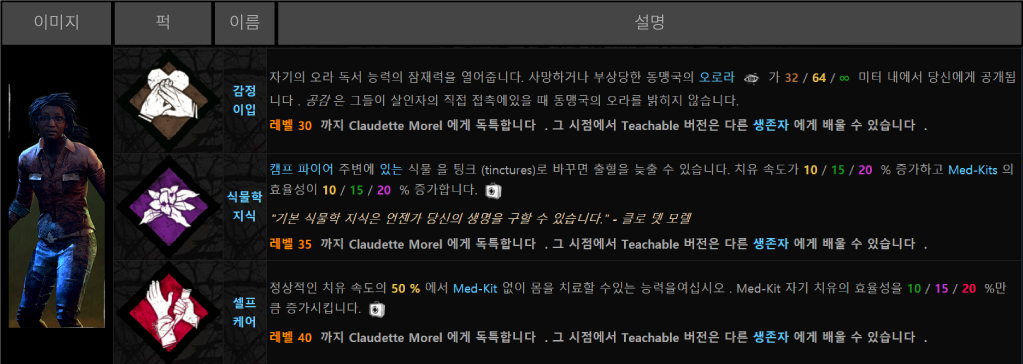 이미지 퍽 이름 설명
감정 이입
자기의 오라 독서 능력의 잠재력을 열어줍니다. 사망하거나 부상당한 동맹국의 오로라 가 32 / 64 / ∞ 미터 내에서 당신에게 공개됩
니다 . 공감 은 그들이 살인자의 직접 접촉에있을 때 동맹국의 오라를 밝히지 않습니다.
레벨 30 까지 Claudette Morel 에게 독특합니다 . 그 시점에서 Teachable 버전은 다른 생존자 에게 배울 수 있습니다 .
식물학 지식
캠프 파이어 주변에 있는 식물 을 팅크 (tinctures)로 바꾸면 출혈을 늦출 수 있습니다. 치유 속도가 10 / 15 / 20 % 증가하고 Med-Kits 의
효율성이 10 / 15 / 20 % 증가합니다.
"기본 식물학 지식은 언젠가 당신의 생명을 구할 수 있습니다." - 클로 뎃 모렐
레벨 35 까지 Claudette Morel 에게 독특합니다 . 그 시점에서 Teachable 버전은 다른 생존자 에게 배울 수 있습니다 .
셀프 케어
정상적인 치유 속도의 50 % 에서 Med-Kit 없이 몸을 치료할 수있는 능력을여십시오 . Med-Kit 자기 치유의 효율성을 10 / 15 / 20 %만
큼 증가시킵니다.
레벨 40 까지 Claudette Morel 에게 독특합니다 . 그 시점에서 Teachable 버전은 다른 생존자 에게 배울 수 있습니다 .